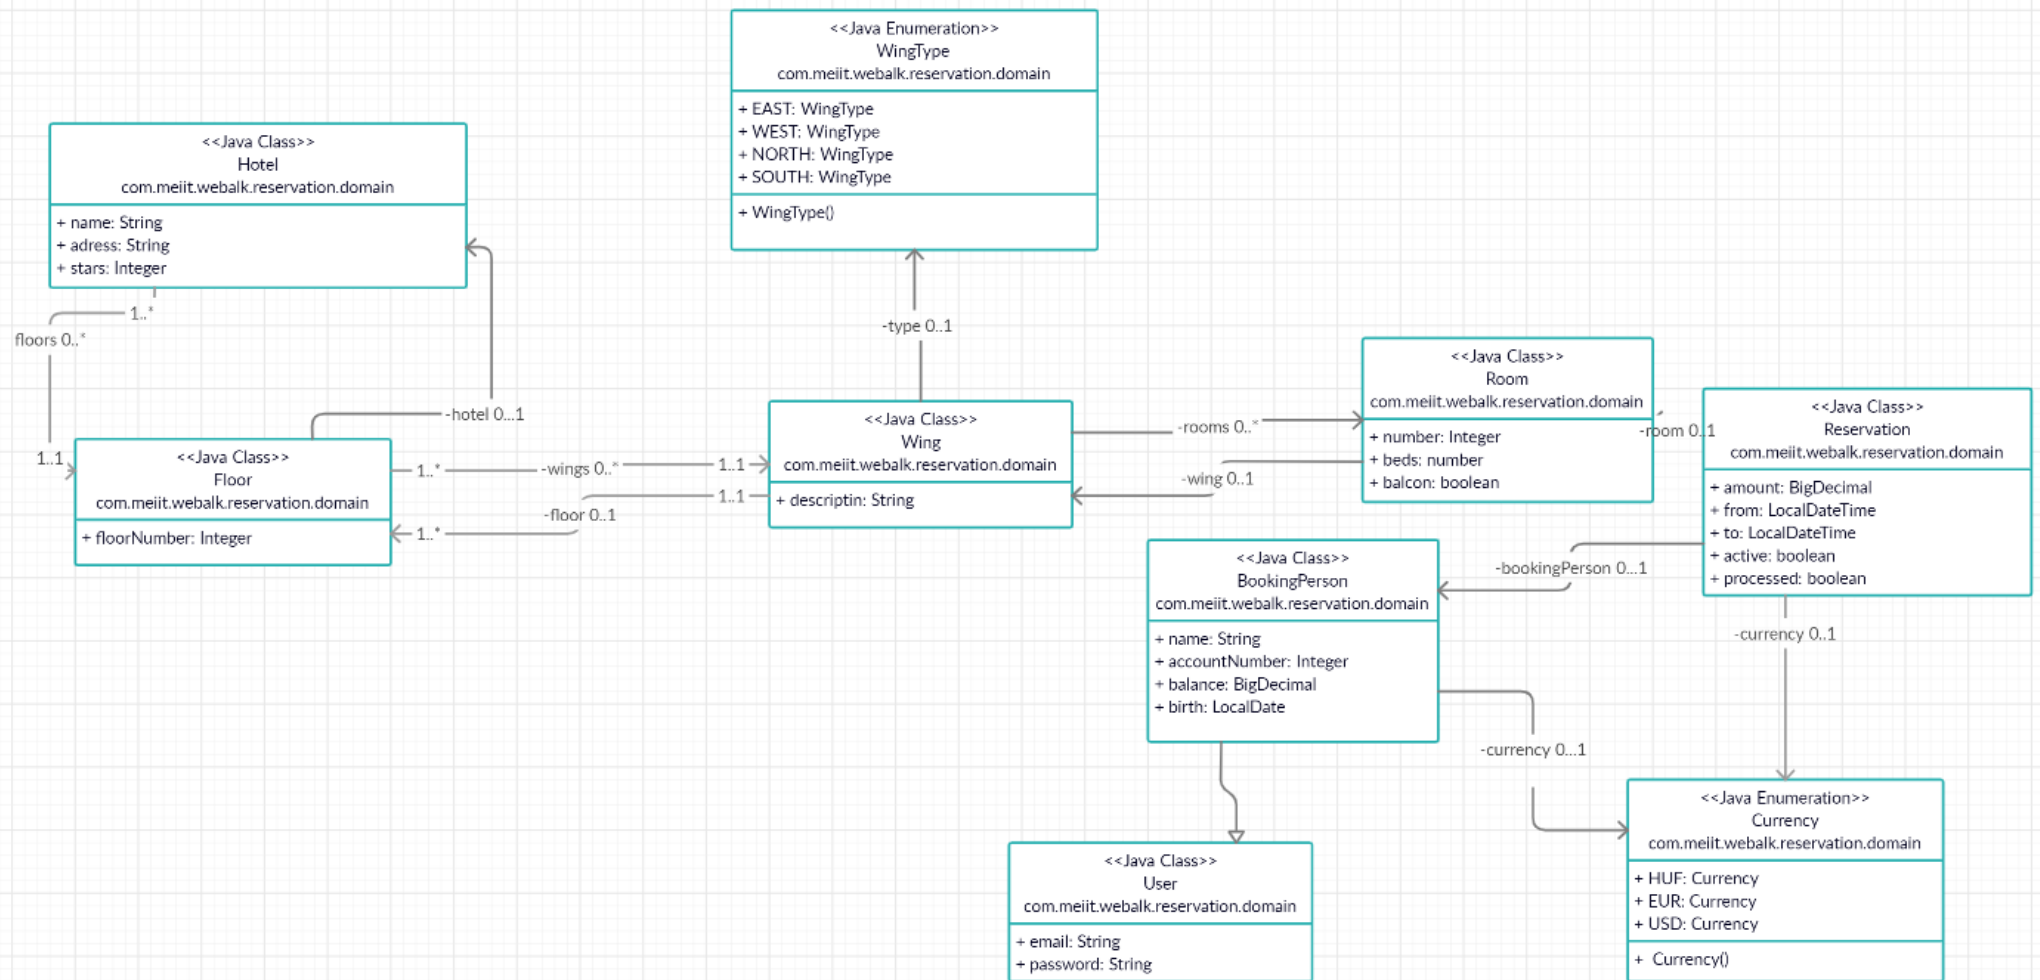 <<Java Enumeration>>
WingType
com.meiit.webalk.reservation.domain
+ EAST: WingType
+ WEST: WingType
+ NORTH: WingType
+ SOUTH: WingType
+ WingType()
<<Java Class>>
Hotel
com.meiit.webalk.reservation.domain
+ name: String
+ adress: String
+ stars: Integer
1..*
floors 0..*
1..1
-hotel 0...1
<<Java Class>>
Floor
com.meiit.webalk.reservation.domain
+ floorNumber: Integer
1..*
-wings 0..*
1..1
1..*
-floor 0..1
1..1
-type 0..1
<<Java Class>>
Wing
com.meiit.webalk.reservation.domain
+ descriptin: String
-rooms 0..*
-wing 0..1
<<Java Class>>
Room
com.meiit.webalk.reservation.domain
+ number: Integer
+ beds: number
+ balcon: boolean
-room 0..1
<<Java Class>>
Reservation
com.meiit.webalk.reservation.domain
+ amount: BigDecimal
+ from: LocalDateTime
+ to: LocalDateTime
+ active: boolean
+ processed: boolean
-bookingPerson 0...1
-currency 0..1
<<Java Class>>
BookingPerson
com.meiit.webalk.reservation.domain
+ name: String
+ accountNumber: Integer
+ balance: BigDecimal
+ birth: LocalDate
-currency 0...1
<<Java Class>>
User
com.meiit.webalk.reservation.domain
+ email: String
+ password: String
<<Java Enumeration>>
Currency
com.meiit.webalk.reservation.domain
+ HUF: Currency
+ EUR: Currency
+ USD: Currency
+ Currency()